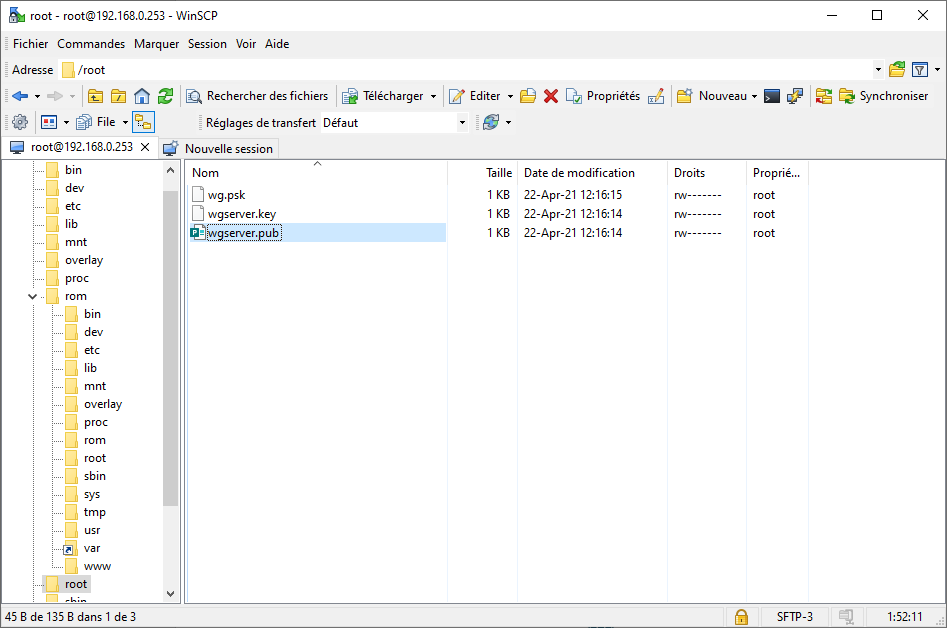 root - root@192.168.0.253 - WinSCP
Fichier Commandes Marquer Session Voir Aide
Adresse /root
Rechercher des fichiers Télécharger Editer Propriétés Nouveau Synchroniser
File Réglages de transfert Défaut
root@192.168.0.253 Nouvelle session
bin
dev
etc
lib
mnt
overlay
proc
rom
bin
dev
etc
lib
mnt
overlay
proc
rom
root
sbin
sys
tmp
usr
var
www
root
sbin
Nom Taille Date de modification Droits Proprié...
wg.psk 1 KB 22-Apr-21 12:16:15 rw------- root
wgserver.key 1 KB 22-Apr-21 12:16:14 rw------- root
wgserver.pub 1 KB 22-Apr-21 12:16:14 rw------- root
45 B de 135 B dans 1 de 3 SFTP-3 1:52:11